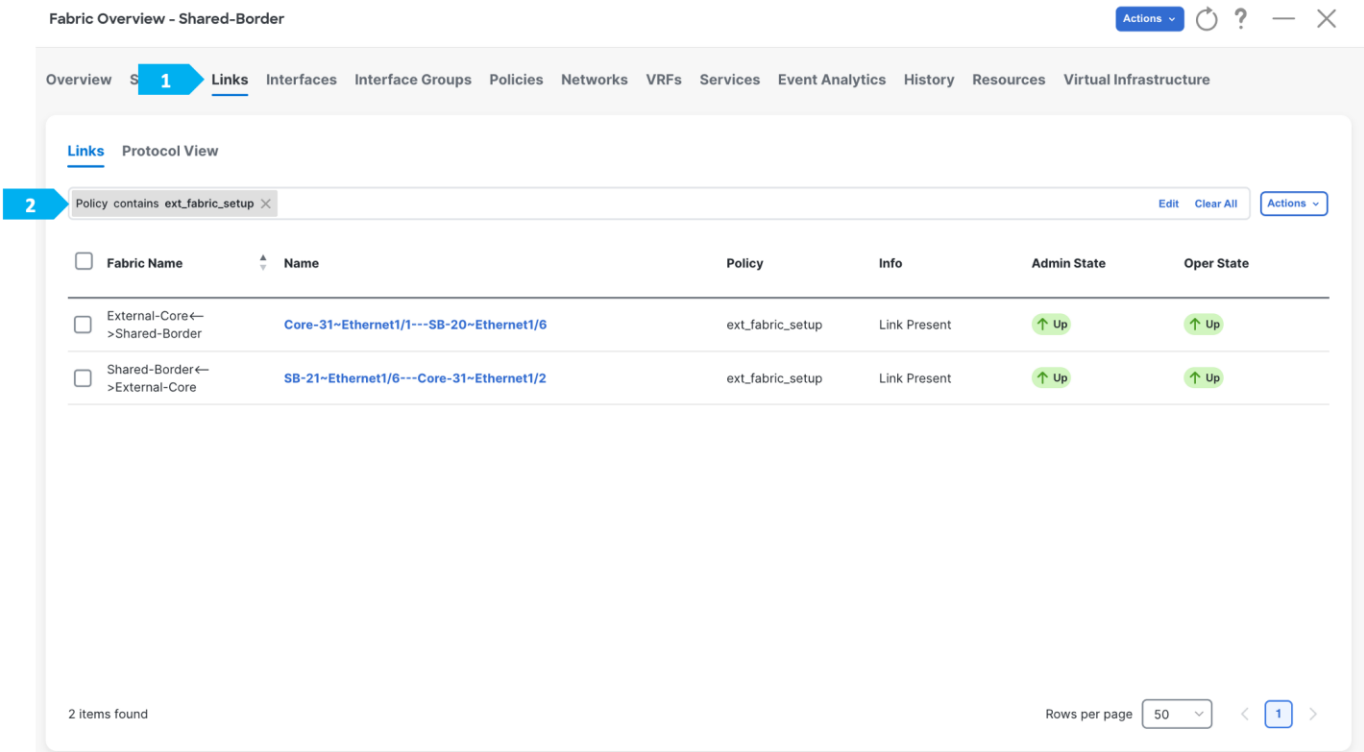 Fabric Overview - Shared-Border
Actions
?
Overview S 1 Links Interfaces Interface Groups Policies Networks VRFs Services Event Analytics History Resources Virtual Infrastructure
Links Protocol View
2 Policy contains ext_fabric_setup Edit Clear All Actions
Fabric Name Name Policy Info Admin State Oper State
External-Core<-
->Shared-Border Core-31~Ethernet1/1---SB-20~Ethernet1/6 ext_fabric_setup Link Present Up Up
Shared-Border<-
->External-Core SB-21~Ethernet1/6---Core-31~Ethernet1/2 ext_fabric_setup Link Present Up Up
2 items found Rows per page 50 1